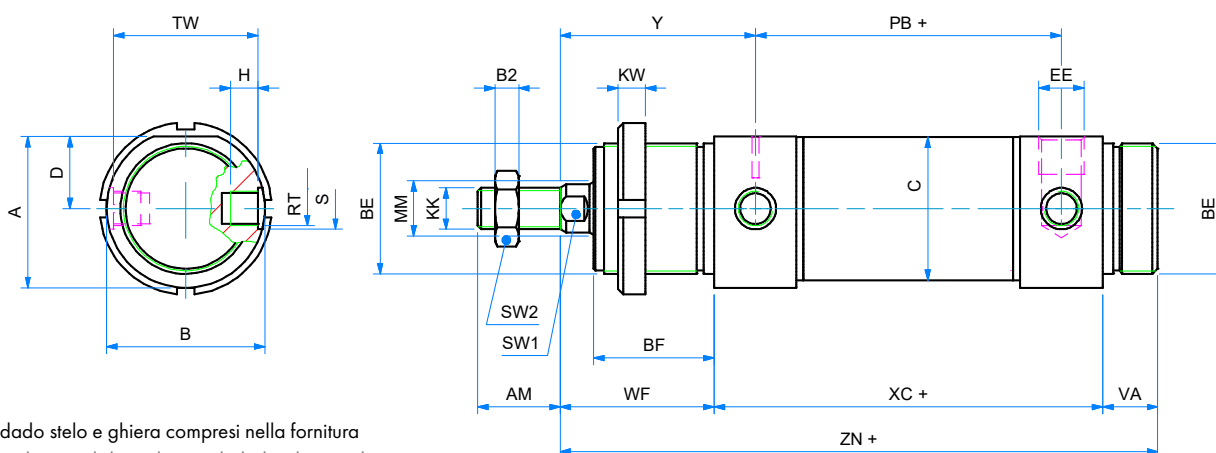 TW
Y
PB +
H
B2
KW
EE
D
A
RT
S
BE
MM
KK
C
BE
SW2
SW1
B
BF
AM
WF
XC +
VA
ZN +
dado stelo e ghiera compresi nella fornitura